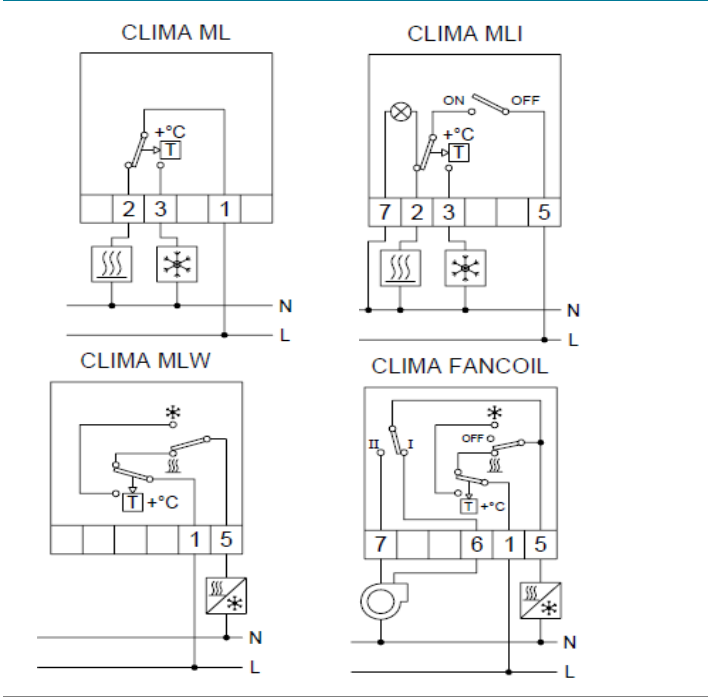 CLIMA ML
+°C
T
2 3 1
N
L
CLIMA MLI
ON OFF
+°C
T
7 2 3 5
N
L
CLIMA MLW
T +°C
1 5
N
L
CLIMA FANCOIL
II I
OFF
T +°C
7 6 1 5
N
L